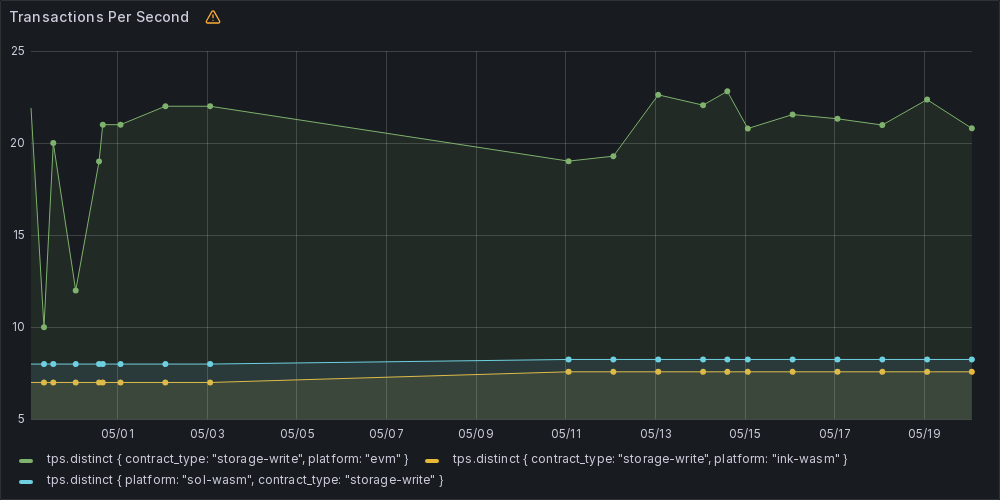 Transactions Per Second
25
20
15
10
5
05/01 05/03 05/05 05/07 05/09 05/11 05/13 05/15 05/17 05/19
tps.distinct { contract_type: "storage-write", platform: "evm" } tps.distinct { contract_type: "storage-write", platform: "ink-wasm" }
tps.distinct { platform: "sol-wasm", contract_type: "storage-write" }